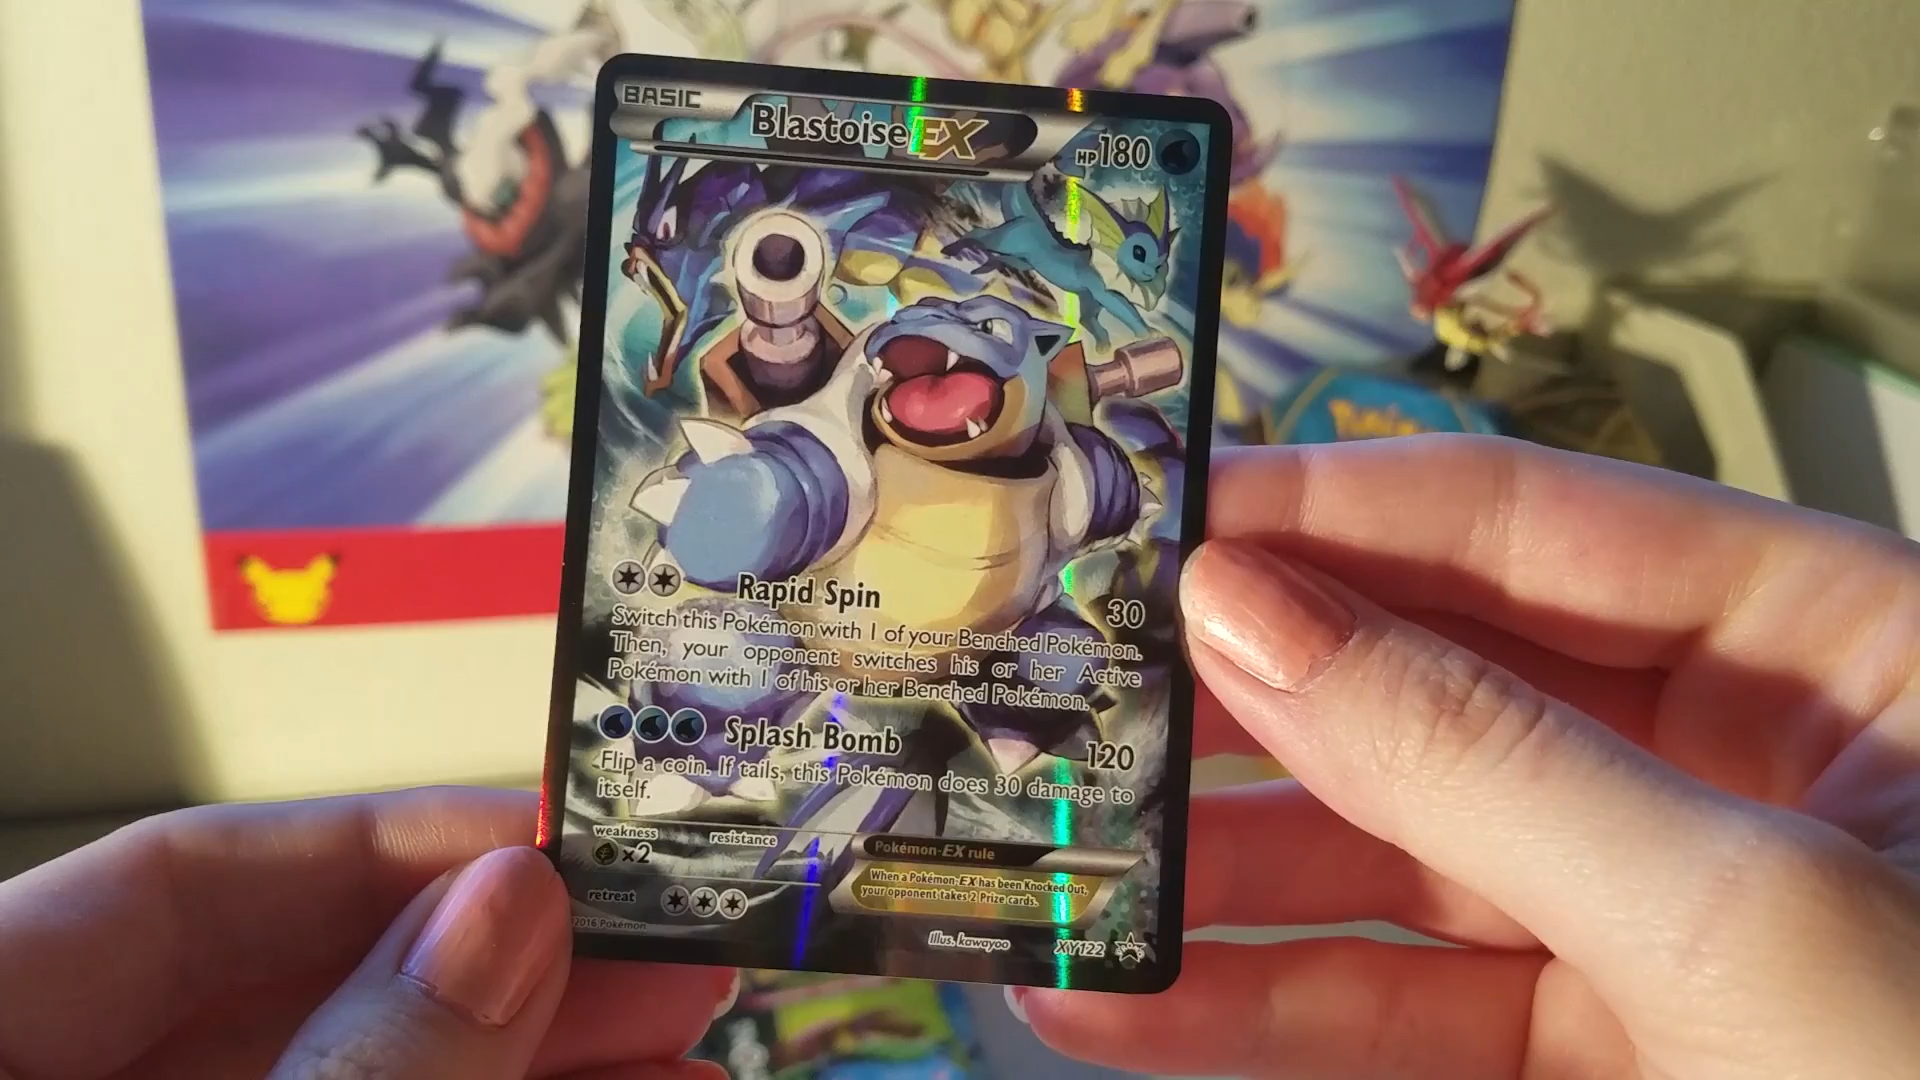 BASIC
Blastoise EX
HP180
Rapid Spin
30
Switch this Pokémon with 1 of your Benched Pokémon.
Then, your opponent switches his or her Active
Pokémon with 1 of his or her Benched Pokémon.
Splash Bomb
120
Flip a coin. If tails, this Pokémon does 30 damage to
itself.
weakness
resistance
×2
Pokémon-EX rule
When a Pokémon-EX has been Knocked Out,
your opponent takes 2 Prize cards.
retreat
2016 Pokémon
Illus. kawayoo
XY122